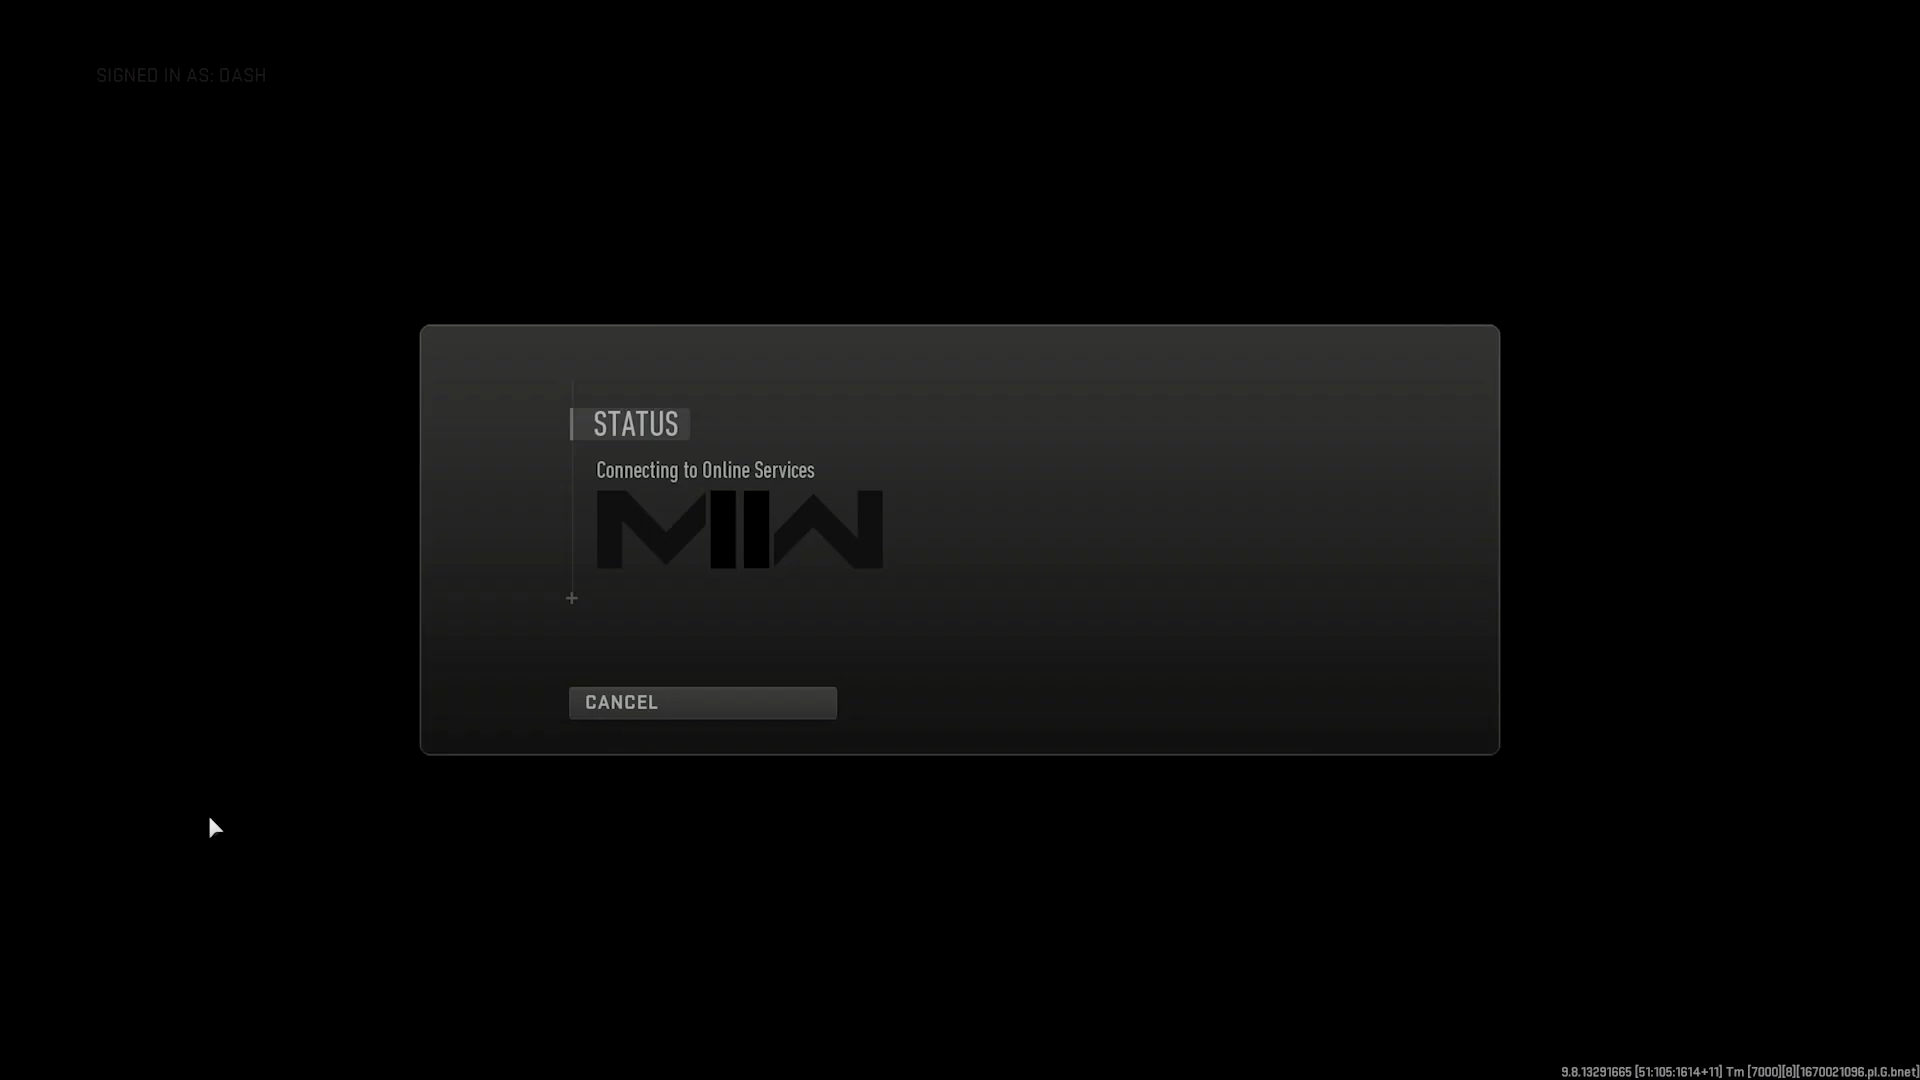 SIGNED IN AS: DASH
STATUS
Connecting to Online Services
MIIW
CANCEL
9.8.13291665 [51:105:1614+11] Tm [7000][8][1670021096.pl.G.bnet]